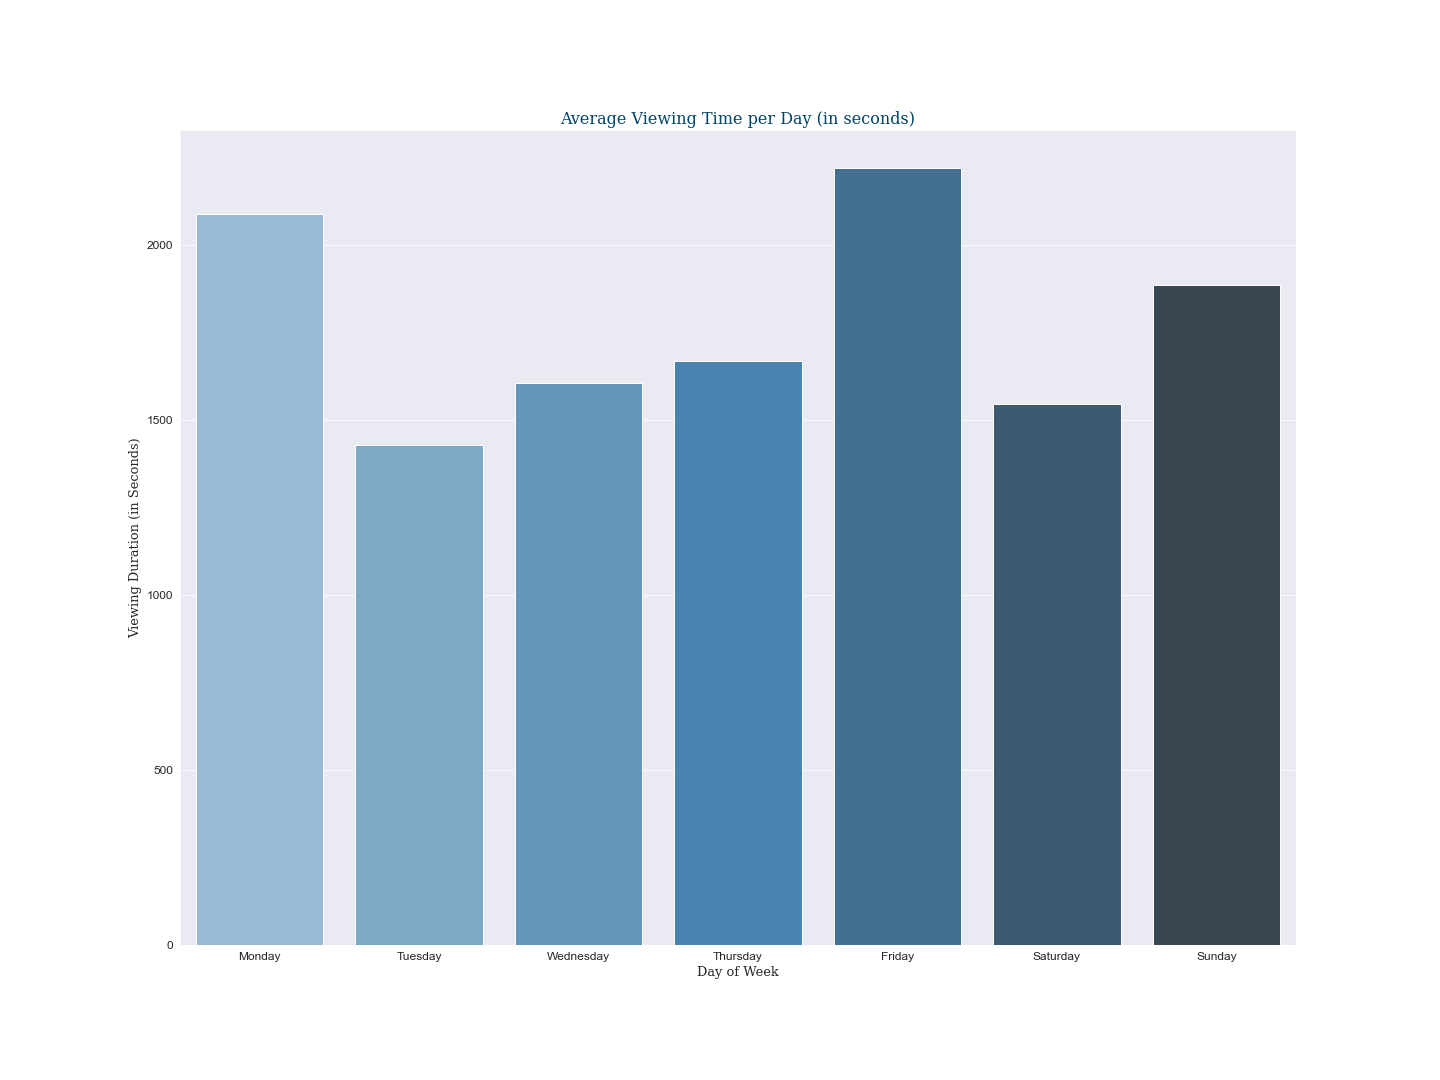 Average Viewing Time per Day (in seconds)
Viewing Duration (in Seconds)
2000
1500
1000
500
0
Monday Tuesday Wednesday Thursday Friday Saturday Sunday
Day of Week